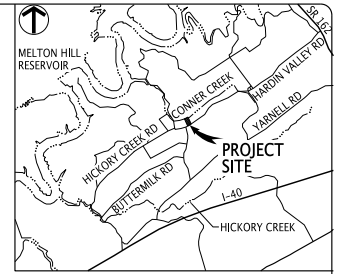 MELTON HILL
RESERVOIR
SR 162
HARDIN VALLEY RD
CONNER CREEK
YARNELL RD
HICKORY CREEK RD
PROJECT
SITE
BUTTERMILK RD
I-40
HICKORY CREEK